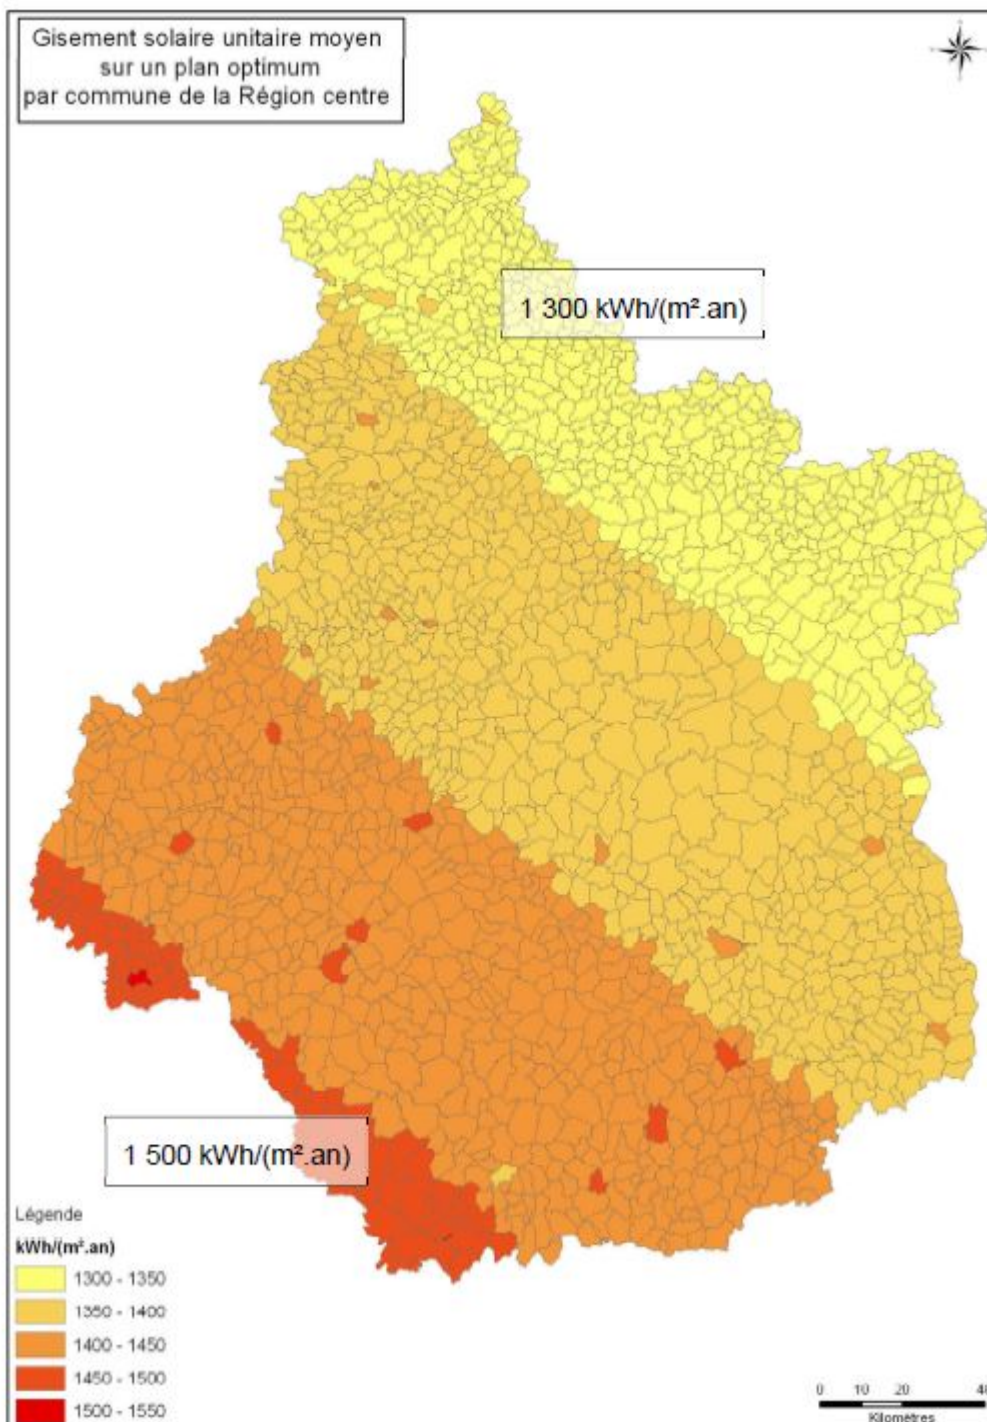 Gisement solaire unitaire moyen
sur un plan optimum
par commune de la Région centre
1 300 kWh/(m².an)
1 500 kWh/(m².an)
Légende
kWh/(m².an)
1300 - 1350
1350 - 1400
1400 - 1450
1450 - 1500
1500 - 1550
0 10 20 40
Kilomètres